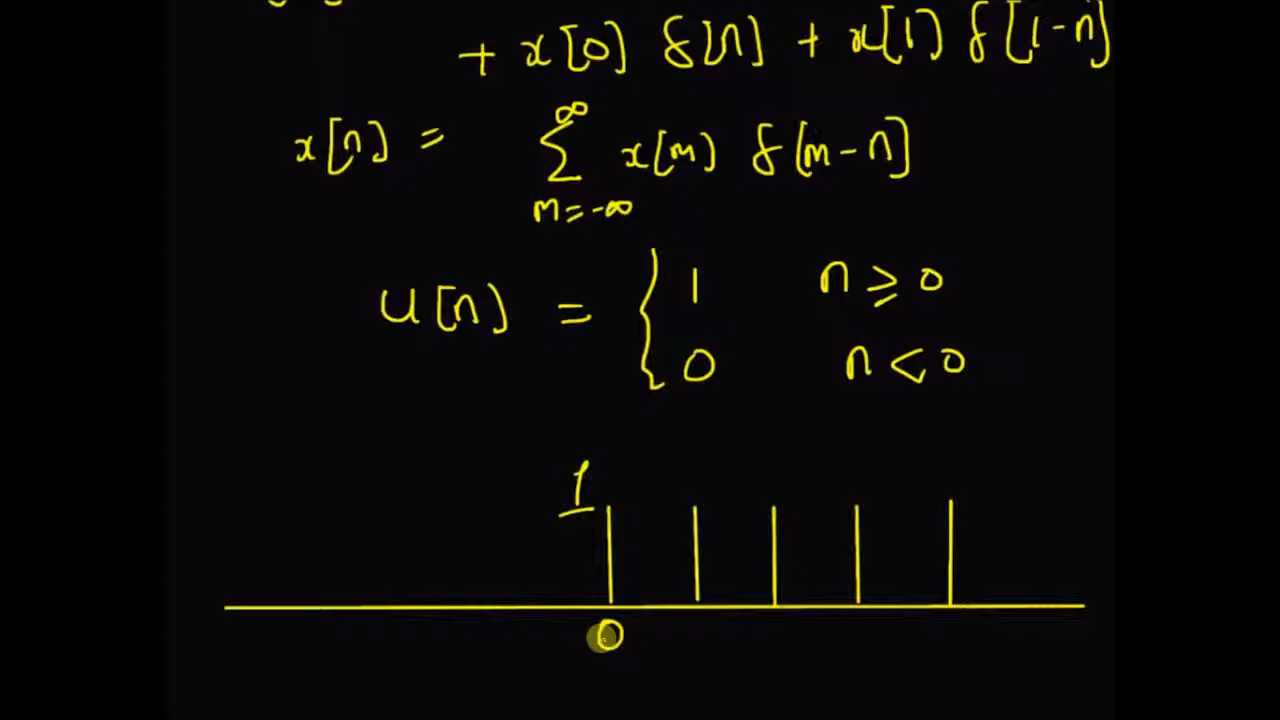 + x[0] δ[n] + x[1] δ[1-n]
x[n] = ∞ ∑ m=-∞ x[m] δ[m-n]
u[n] = { 1 n ≥ 0
0 n < 0
1
0